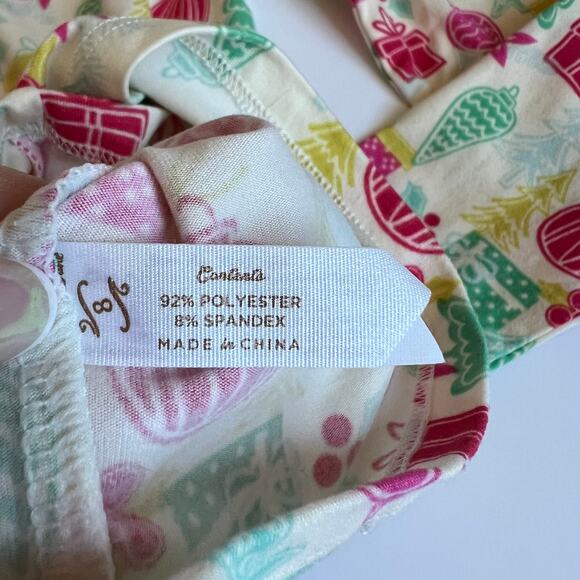 Contents
92% POLYESTER
8% SPANDEX
MADE in CHINA